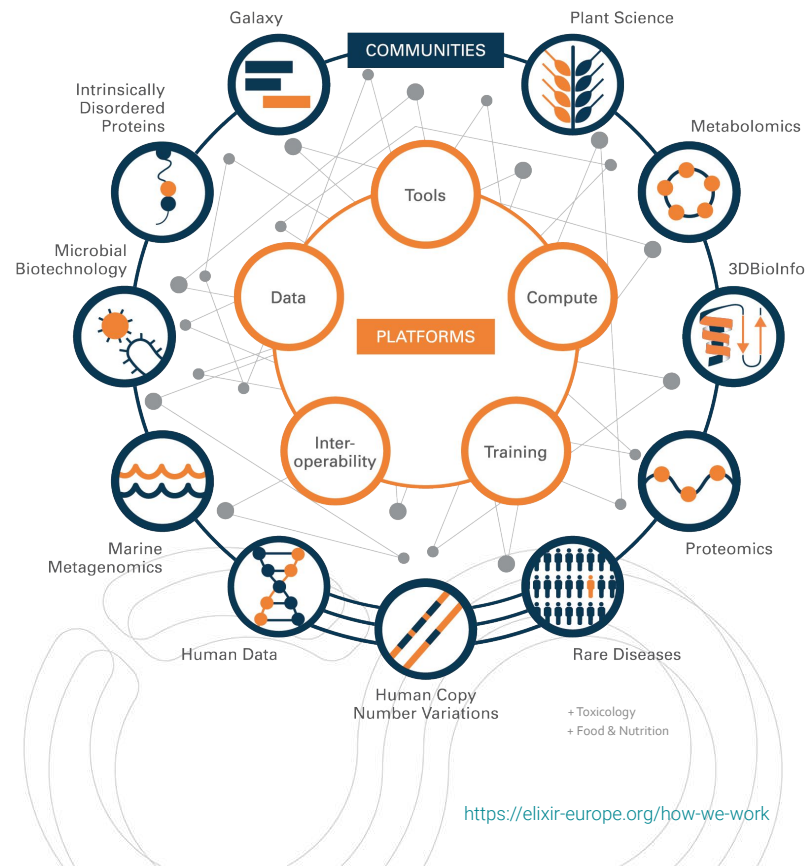 Galaxy
COMMUNITIES
Plant Science
Intrinsically
Disordered
Proteins
Metabolomics
Tools
Microbial
Biotechnology
3DBioInfo
Data
Compute
PLATFORMS
Inter-
operability
Training
Marine
Metagenomics
Proteomics
Human Data
Rare Diseases
Human Copy
Number Variations
+ Toxicology
+ Food & Nutrition
https://elixir-europe.org/how-we-work